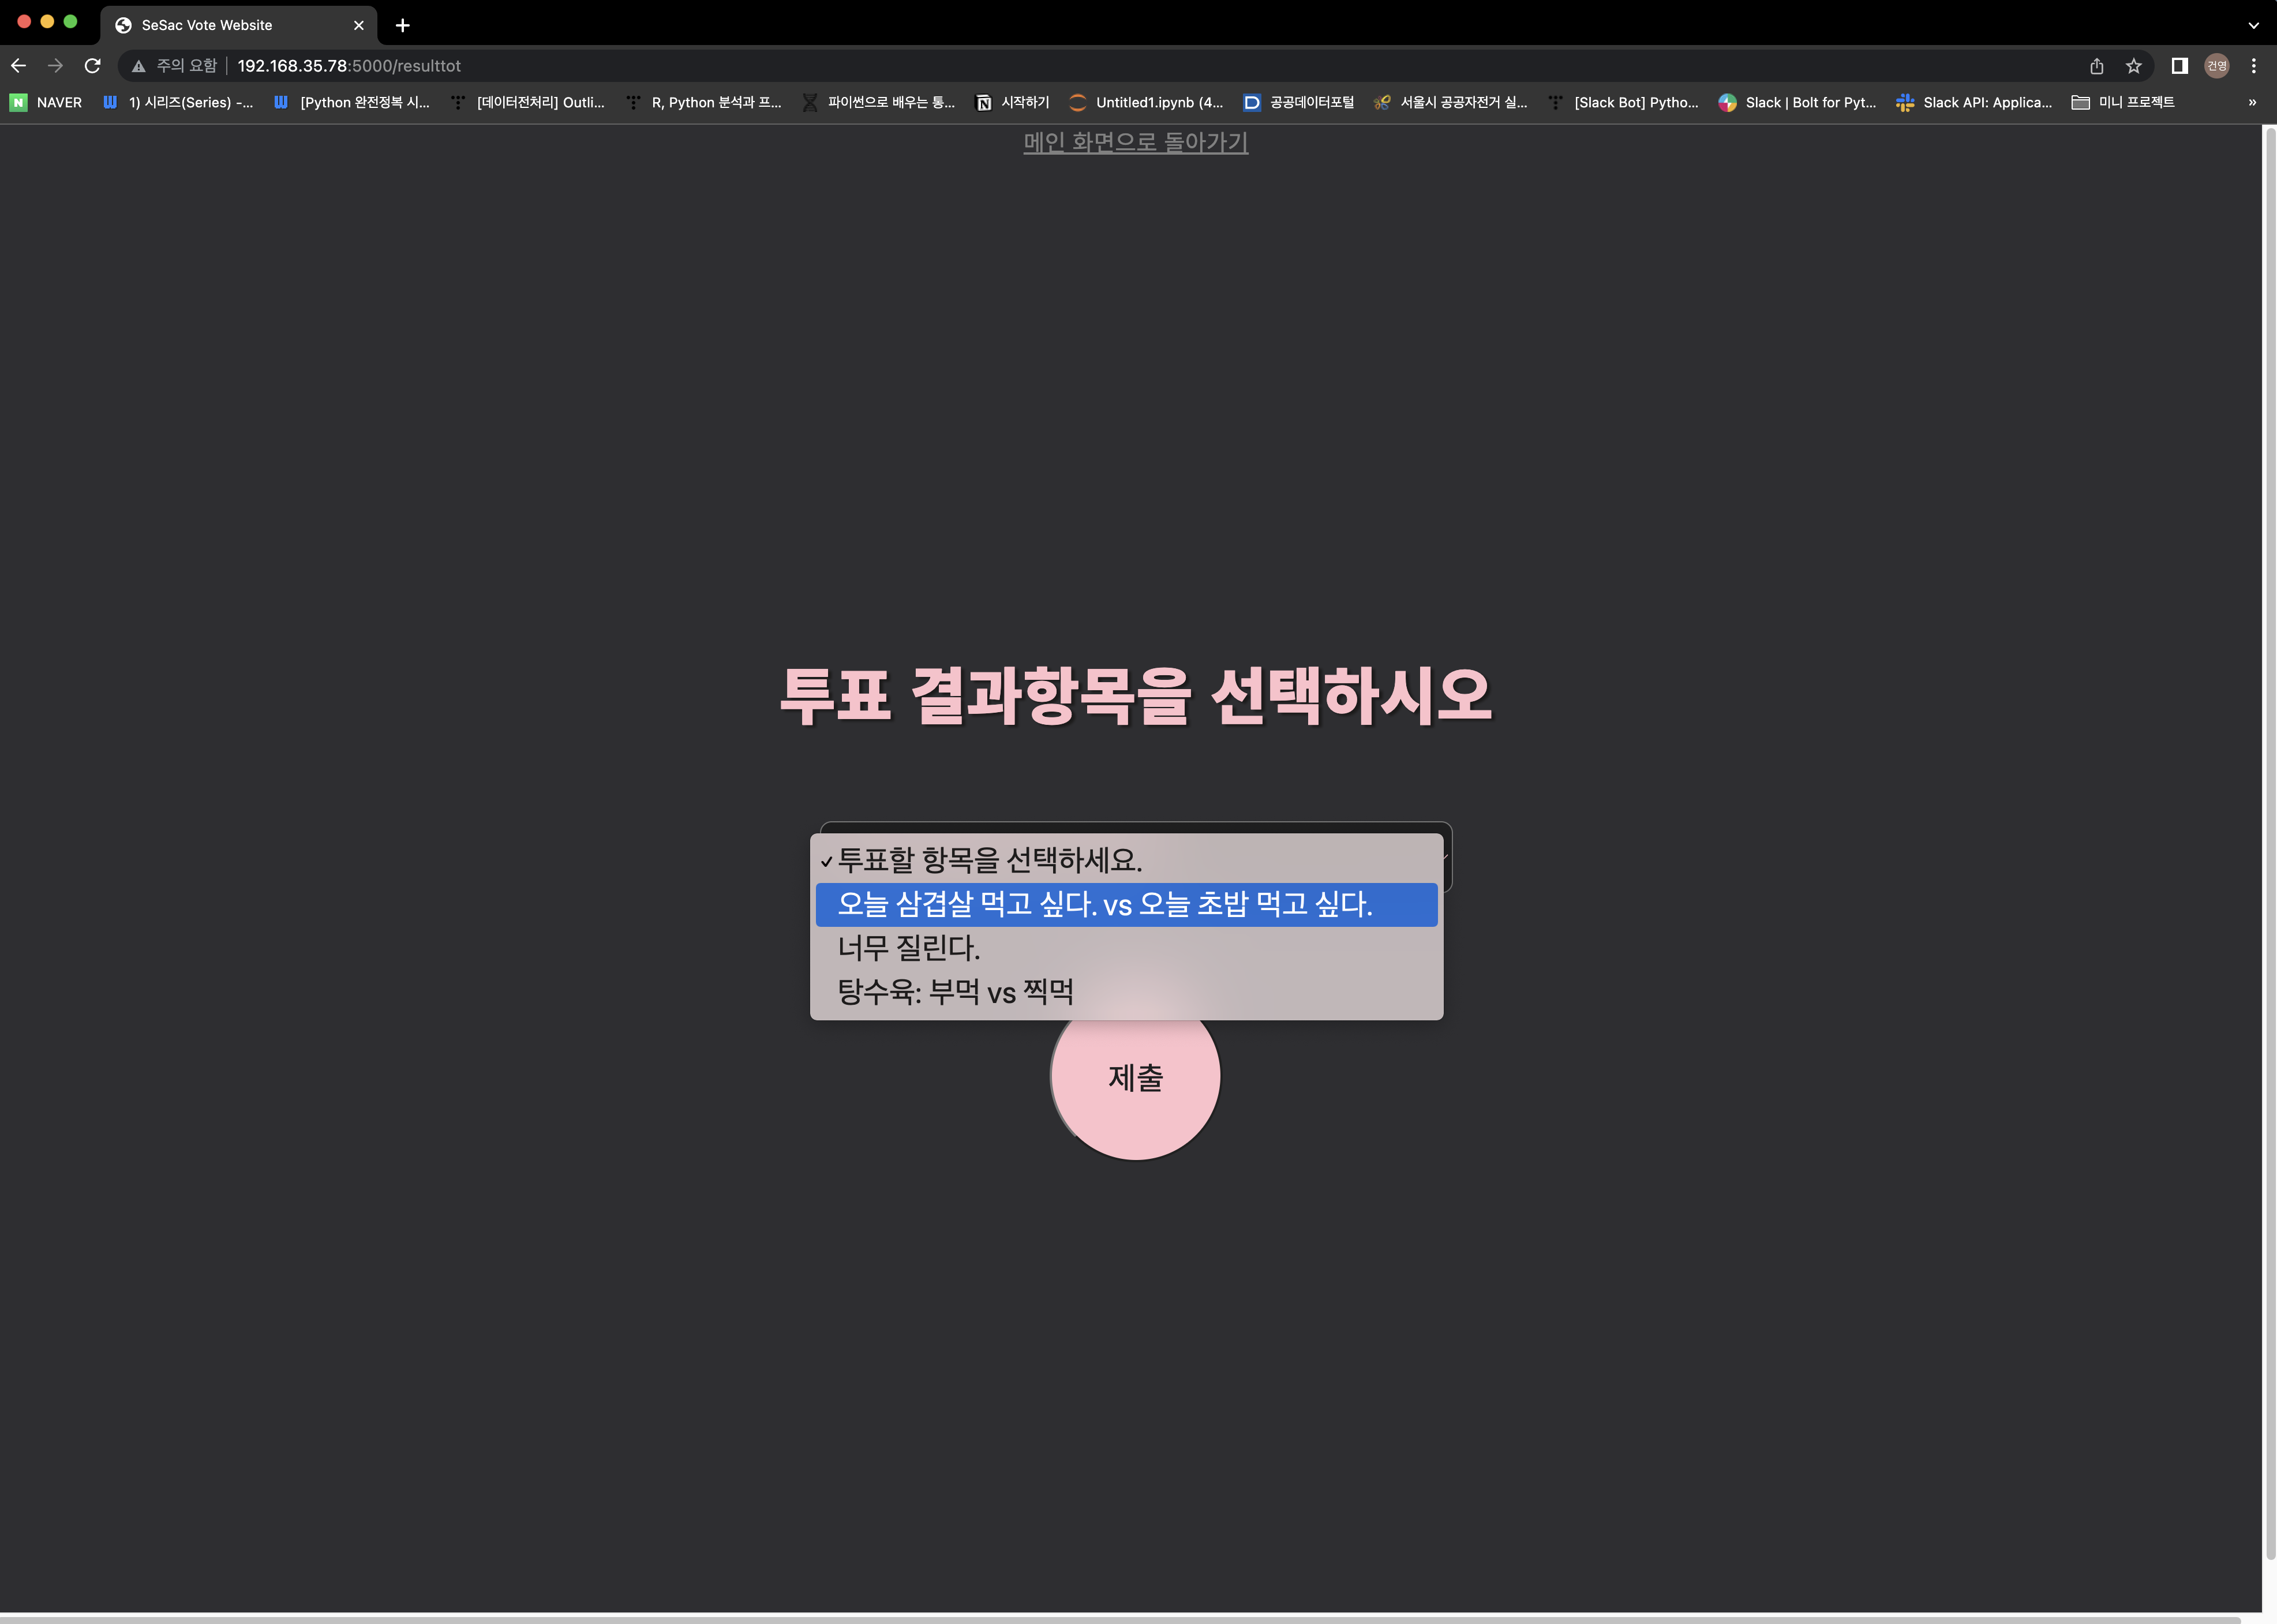 SeSac Vote Website
주의 요함 | 192.168.35.78:5000/resulttot
건영
NAVER 1) 시리즈(Series) -... [Python 완전정복 시... [데이터전처리] Outli... R, Python 분석과 프... 파이썬으로 배우는 통... 시작하기 Untitled1.ipynb (4... 공공데이터포털 서울시 공공자전거 실... [Slack Bot] Pytho... Slack | Bolt for Pyt... Slack API: Applica... 미니 프로젝트 »
메인 화면으로 돌아가기
투표 결과항목을 선택하시오
✓ 투표할 항목을 선택하세요.
오늘 삼겹살 먹고 싶다. vs 오늘 초밥 먹고 싶다.
너무 질린다.
탕수육: 부먹 vs 찍먹
제출